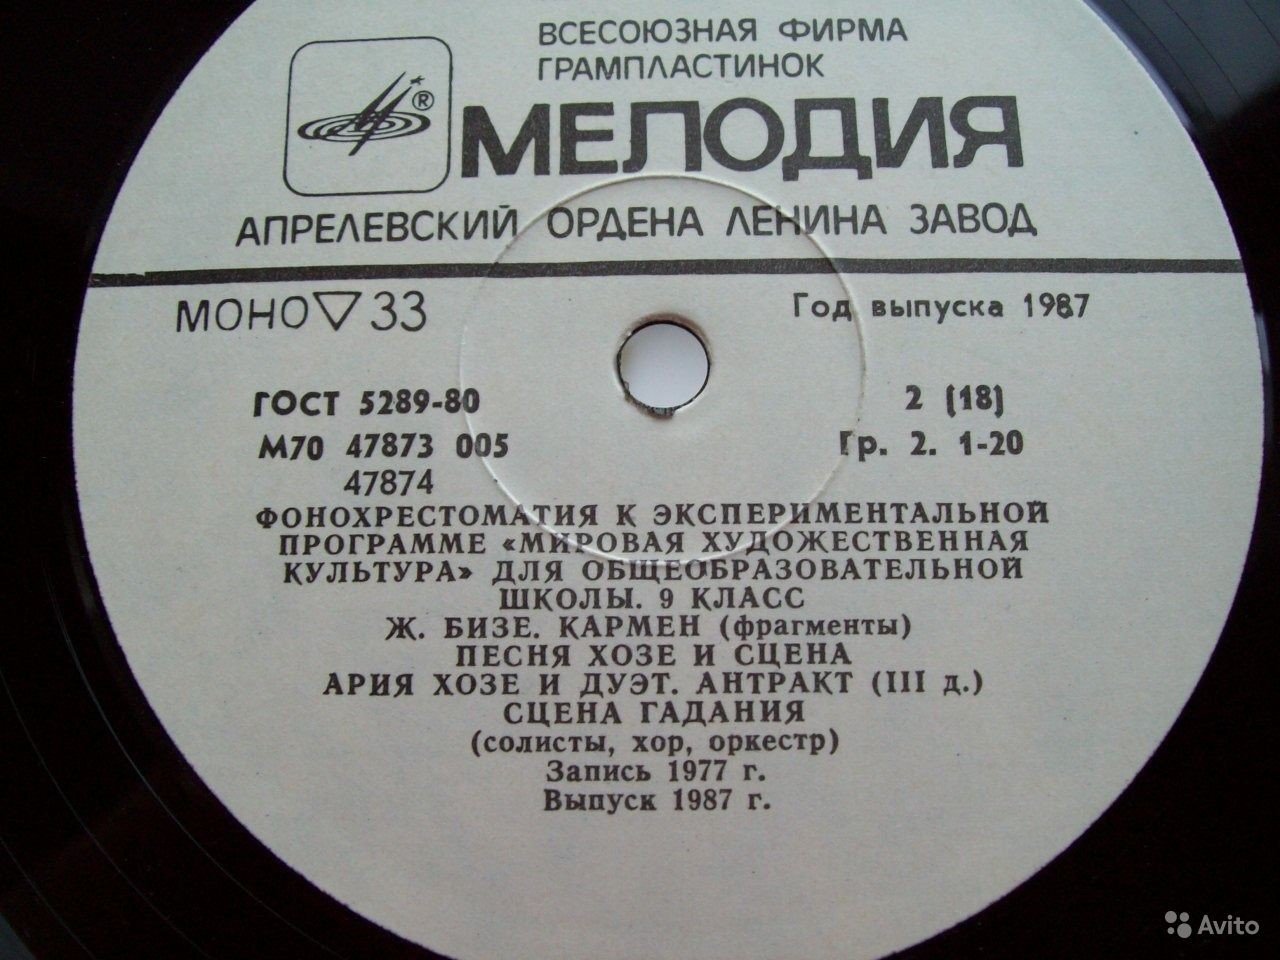 ВСЕСОЮЗНАЯ ФИРМА
ГРАМПЛАСТИНОК
®
МЕЛОДИЯ
АПРЕЛЕВСКИЙ ОРДЕНА ЛЕНИНА ЗАВОД
МОНО ▽ 33
Год выпуска 1987
ГОСТ 5289-80
2 (18)
М70 47873 005
Гр. 2. 1-20
47874
ФОНОХРЕСТОМАТИЯ К ЭКСПЕРИМЕНТАЛЬНОЙ
ПРОГРАММЕ «МИРОВАЯ ХУДОЖЕСТВЕННАЯ
КУЛЬТУРА» ДЛЯ ОБЩЕОБРАЗОВАТЕЛЬНОЙ
ШКОЛЫ. 9 КЛАСС
Ж. БИЗЕ. КАРМЕН (фрагменты)
ПЕСНЯ ХОЗЕ И СЦЕНА
АРИЯ ХОЗЕ И ДУЭТ. АНТРАКТ (III д.)
СЦЕНА ГАДАНИЯ
(солисты, хор, оркестр)
Запись 1977 г.
Выпуск 1987 г.
Avito